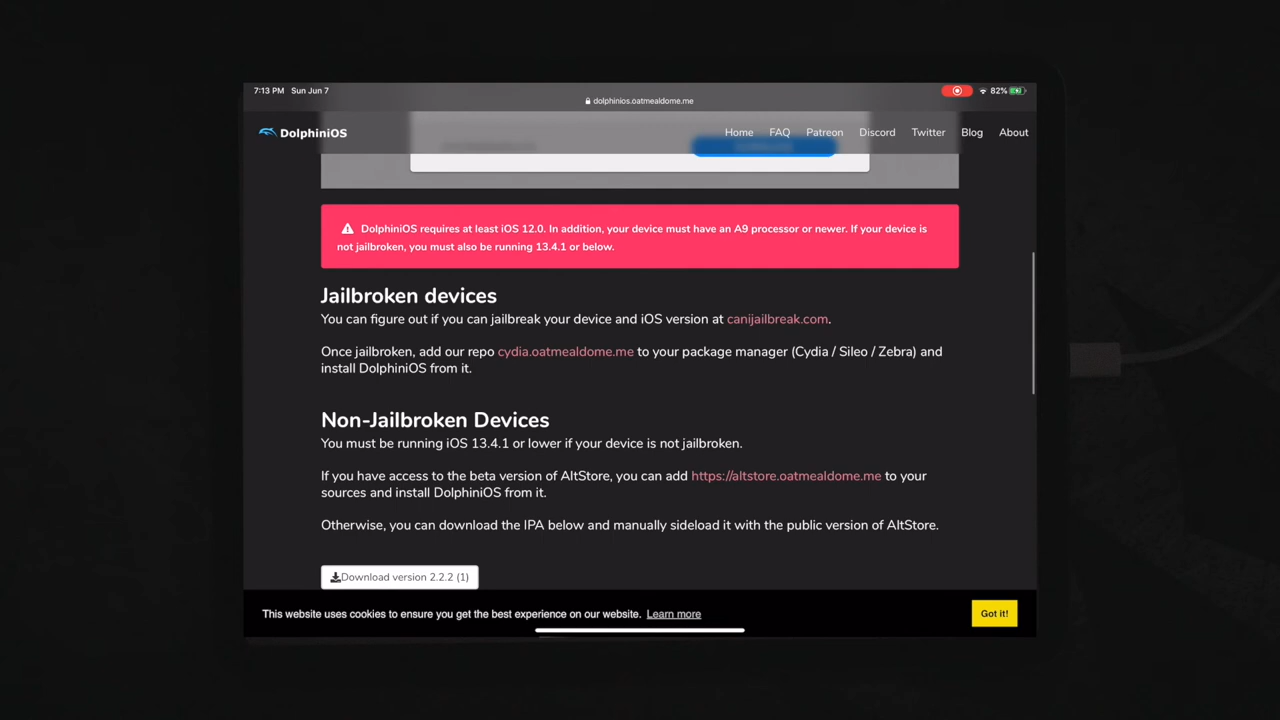 7:13 PM Sun Jun 7
82%
dolphinios.oatmealdome.me
DolphiniOS
Home FAQ Patreon Discord Twitter Blog About
DolphiniOS requires at least iOS 12.0. In addition, your device must have an A9 processor or newer. If your device is
not jailbroken, you must also be running 13.4.1 or below.
Jailbroken devices
You can figure out if you can jailbreak your device and iOS version at canijailbreak.com.
Once jailbroken, add our repo cydia.oatmealdome.me to your package manager (Cydia / Sileo / Zebra) and
install DolphiniOS from it.
Non-Jailbroken Devices
You must be running iOS 13.4.1 or lower if your device is not jailbroken.
If you have access to the beta version of AltStore, you can add https://altstore.oatmealdome.me to your
sources and install DolphiniOS from it.
Otherwise, you can download the IPA below and manually sideload it with the public version of AltStore.
Download version 2.2.2 (1)
This website uses cookies to ensure you get the best experience on our website. Learn more
Got it!